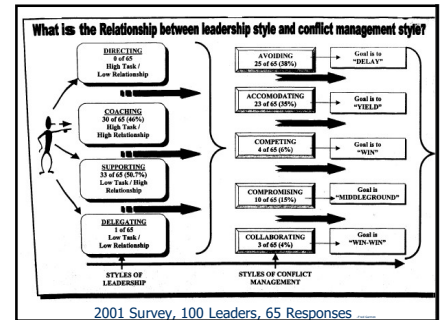 What is the Relationship between leadership style and conflict management style?
DIRECTING
0 of 65
High Task /
Low Relationship
COACHING
30 of 65 (46%)
High Task /
High Relationship
SUPPORTING
33 of 65 (50.7%)
Low Task / High
Relationship
DELEGATING
1 of 65
Low Task /
Low Relationship
STYLES OF
LEADERSHIP
AVOIDING
25 of 65 (38%)
Goal is to
"DELAY"
ACCOMODATING
23 of 65 (35%)
Goal is to
"YIELD"
COMPETING
4 of 65 (6%)
Goal is to
"WIN"
COMPROMISING
10 of 65 (15%)
Goal is
"MIDDLEGROUND"
COLLABORATING
3 of 65 (4%)
Goal is
"WIN-WIN"
STYLES OF CONFLICT
MANAGEMENT
2001 Survey, 100 Leaders, 65 Responses